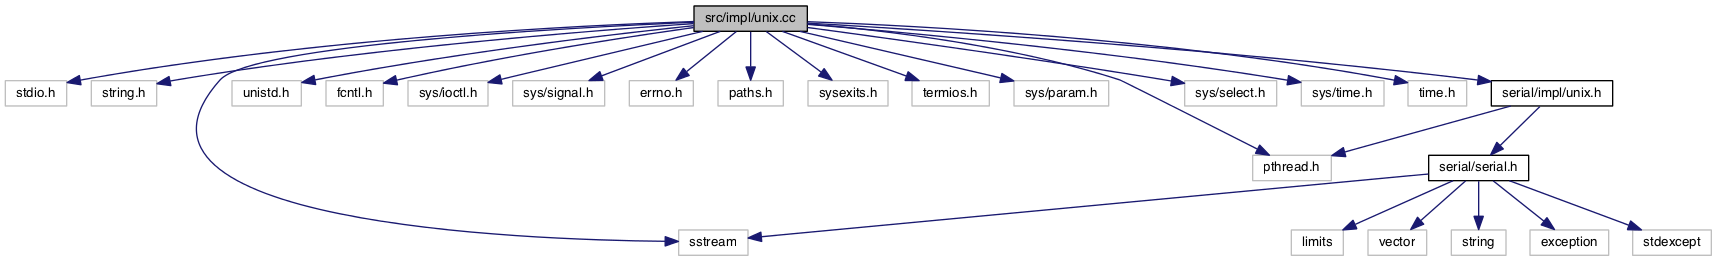 src/impl/unix.cc
stdio.h
string.h
unistd.h
fcntl.h
sys/ioctl.h
sys/signal.h
errno.h
paths.h
sysexits.h
termios.h
sys/param.h
sys/select.h
sys/time.h
time.h
serial/impl/unix.h
pthread.h
serial/serial.h
sstream
limits
vector
string
exception
stdexcept